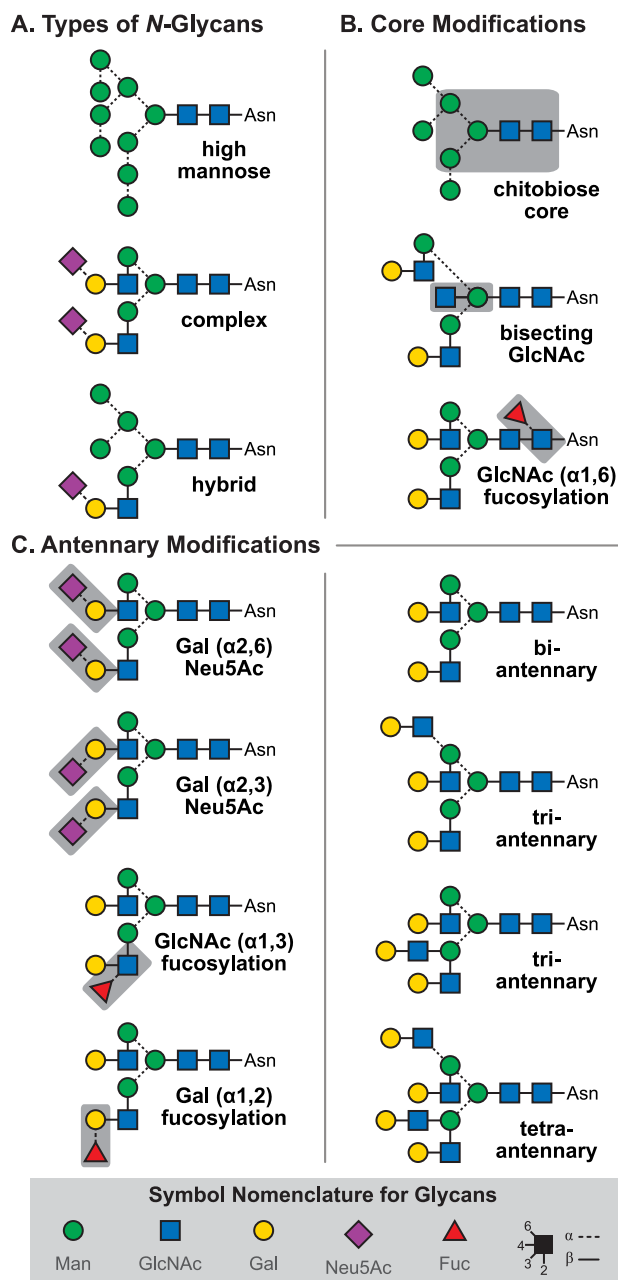 A. Types of N-Glycans
Asn
high
mannose
Asn
complex
Asn
hybrid
B. Core Modifications
Asn
chitobiose
core
Asn
bisecting
GlcNAc
Asn
GlcNAc (α1,6)
fucosylation
C. Antennary Modifications
Asn
Gal (α2,6)
Neu5Ac
Asn
Gal (α2,3)
Neu5Ac
Asn
GlcNAc (α1,3)
fucosylation
Asn
Gal (α1,2)
fucosylation
Asn
bi-
antennary
Asn
tri-
antennary
Asn
tri-
antennary
Asn
tetra-
antennary
Symbol Nomenclature for Glycans
Man
GlcNAc
Gal
Neu5Ac
Fuc
6
4
3
2
α
β